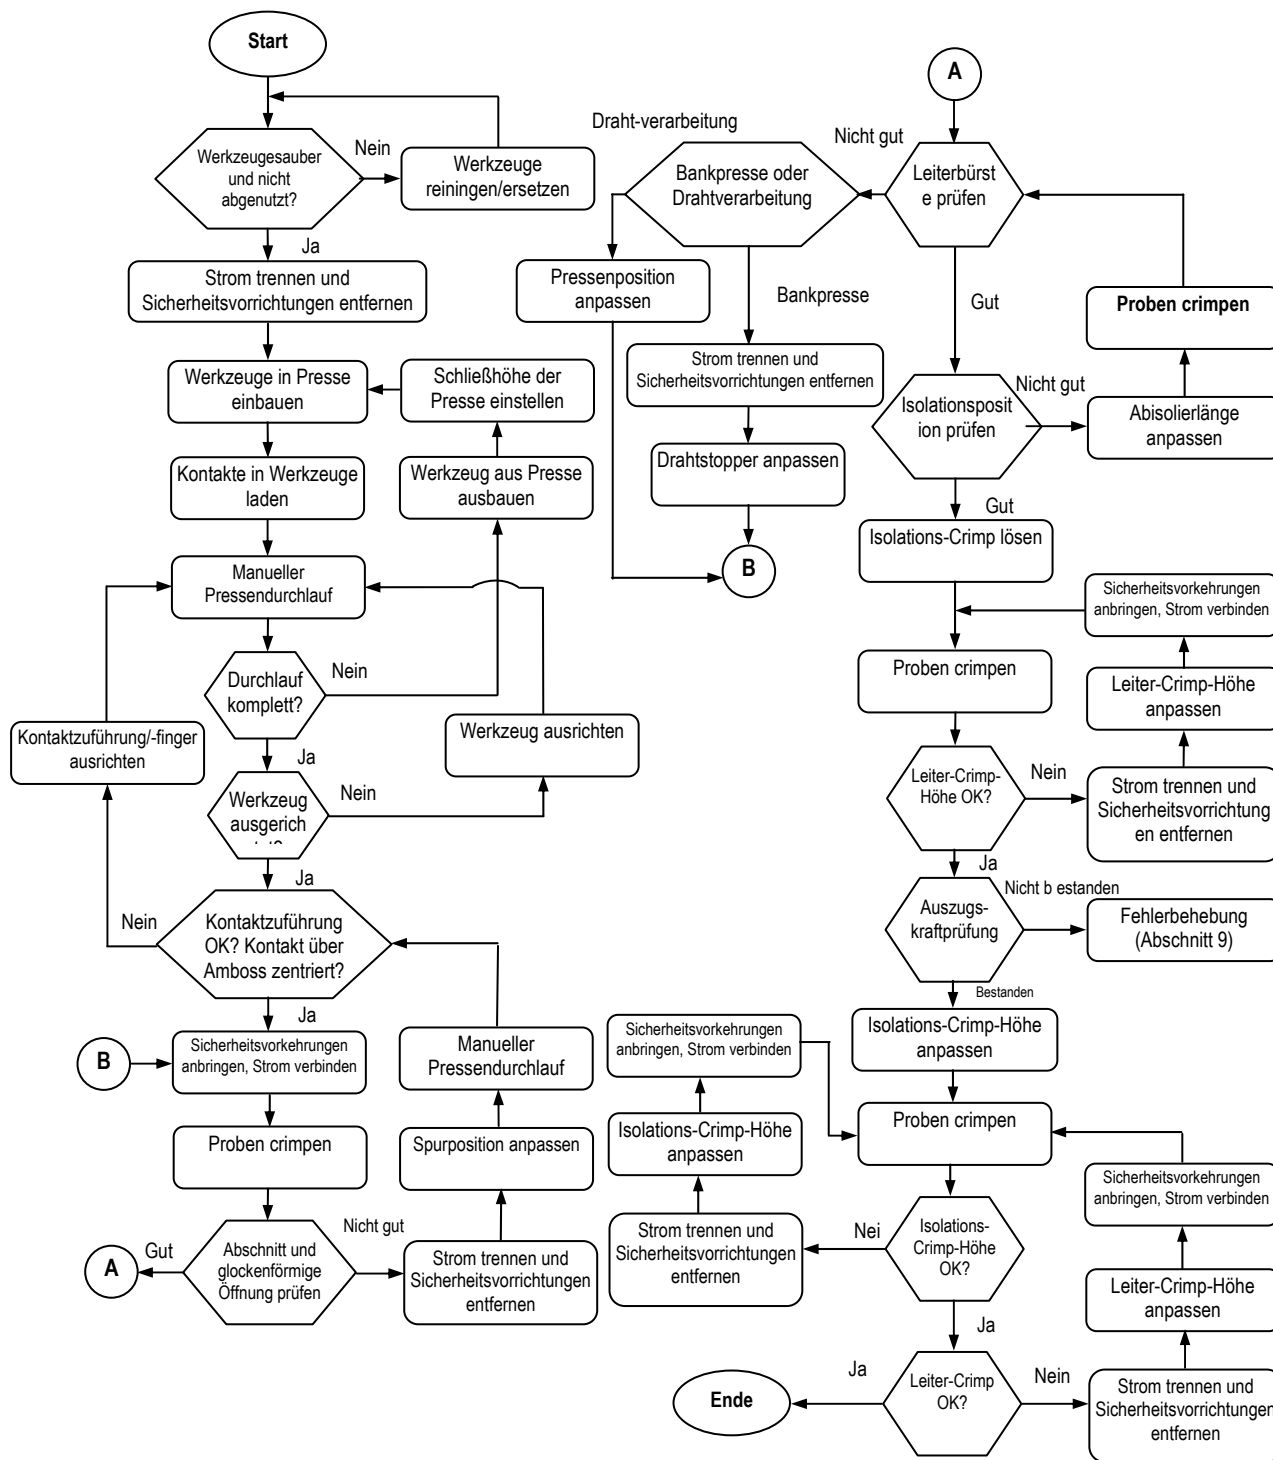 Start
Werkzeugesauber
und nicht
abgenutzt?
Nein
Werkzeuge
reiningen/ersetzen
Ja
Strom trennen und
Sicherheitsvorrichtungen entfernen
Werkzeuge in Presse
einbauen
Schließhöhe der
Presse einstellen
Kontakte in Werkzeuge
laden
Werkzeug aus Presse
ausbauen
Manueller
Pressendurchlauf
Durchlauf
komplett?
Nein
Kontaktzuführung/-finger
ausrichten
Werkzeug ausrichten
Ja
Werkzeug
ausgerich
Nein
Ja
Nein
Kontaktzuführung
OK? Kontakt über
Amboss zentriert?
Ja
B
Sicherheitsvorkehrungen
anbringen, Strom verbinden
Manueller
Pressendurchlauf
Proben crimpen
Spurposition anpassen
Nicht gut
Gut
A
Abschnitt und
glockenförmige
Öffnung prüfen
Strom trennen und
Sicherheitsvorrichtungen
entfernen
A
Draht-verarbeitung
Nicht gut
Bankpresse oder
Drahtverarbeitung
Leiterbürst
e prüfen
Pressenposition
anpassen
Bankpresse
Gut
Proben crimpen
Strom trennen und
Sicherheitsvorrichtungen entfernen
Nicht gut
Isolationsposit
ion prüfen
Abisolierlänge
anpassen
Drahtstopper anpassen
Gut
Isolations-Crimp lösen
B
Sicherheitsvorkehrungen
anbringen, Strom verbinden
Proben crimpen
Leiter-Crimp-Höhe
anpassen
Leiter-Crimp-
Höhe OK?
Nein
Strom trennen und
Sicherheitsvorrichtung
en entfernen
Ja
Nicht b estanden
Auszugs-
kraftprüfung
Fehlerbehebung
(Abschnitt 9)
Bestanden
Isolations-Crimp-Höhe
anpassen
Sicherheitsvorkehrungen
anbringen, Strom verbinden
Proben crimpen
Isolations-Crimp-Höhe
anpassen
Sicherheitsvorkehrungen
anbringen, Strom verbinden
Strom trennen und
Sicherheitsvorrichtungen
entfernen
Nei
Isolations-
Crimp-Höhe
OK?
Leiter-Crimp-Höhe
anpassen
Ja
Ja
Ende
Leiter-Crimp
OK?
Nein
Strom trennen und
Sicherheitsvorrichtungen
entfernen